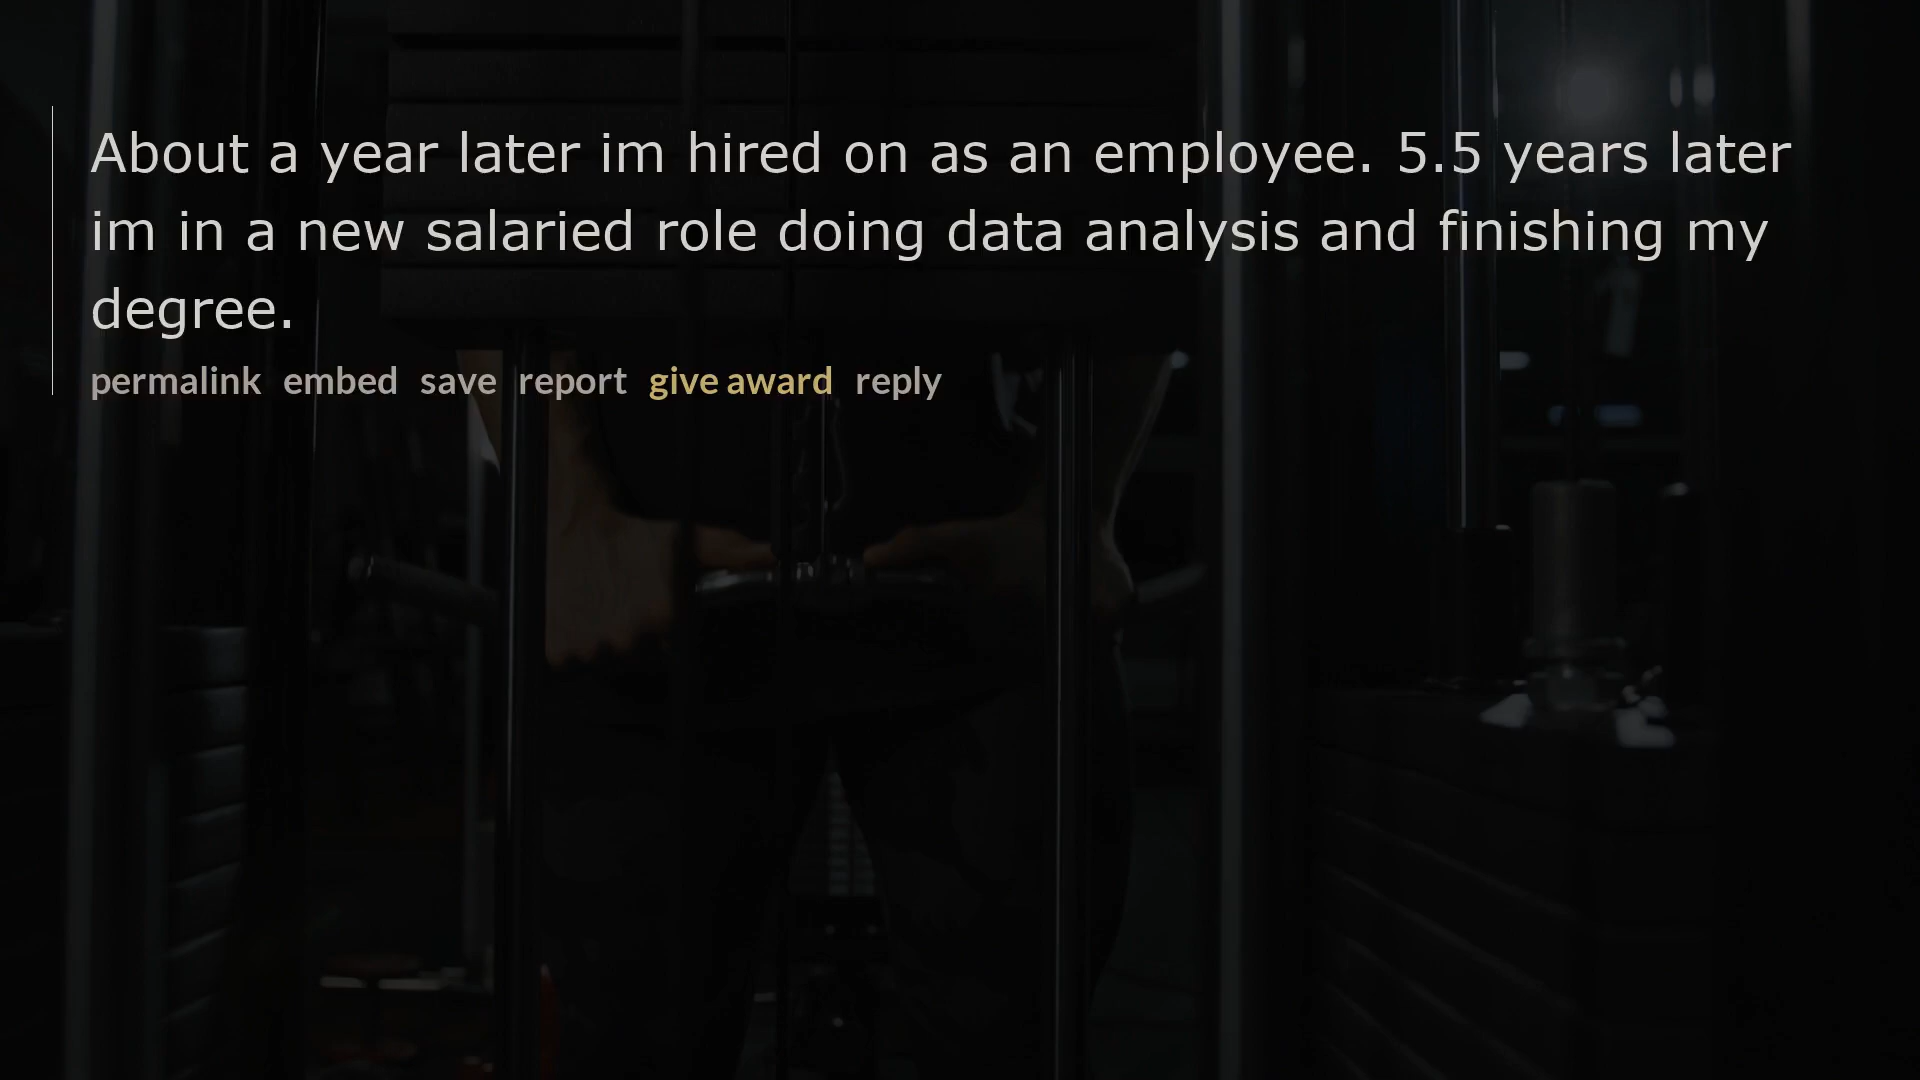 About a year later im hired on as an employee. 5.5 years later
im in a new salaried role doing data analysis and finishing my
degree.
permalink embed save report give award reply